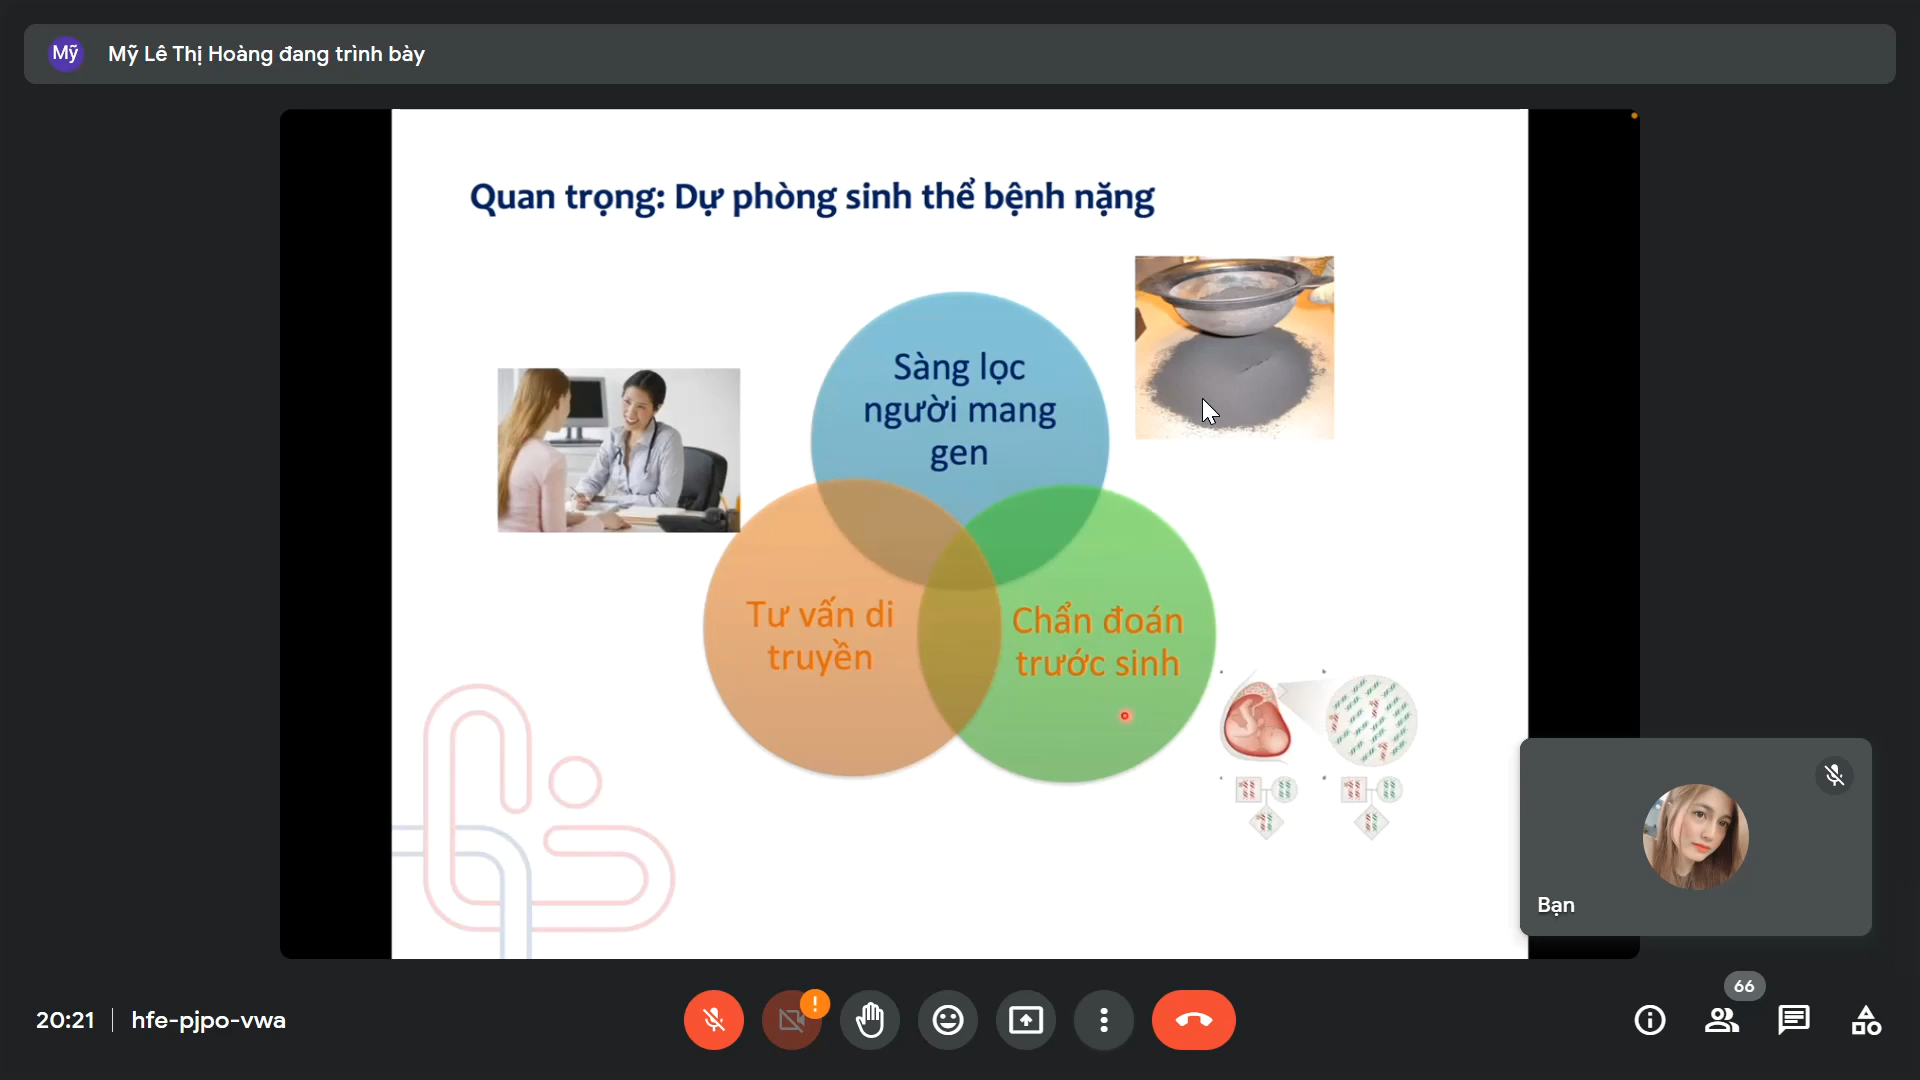 Mỹ
Mỹ Lê Thị Hoàng đang trình bày
Quan trọng: Dự phòng sinh thể bệnh nặng
Sàng lọc
người mang
gen
Tư vấn di
truyền
Chẩn đoán
trước sinh
Bạn
66
20:21
hfe-pjpo-vwa